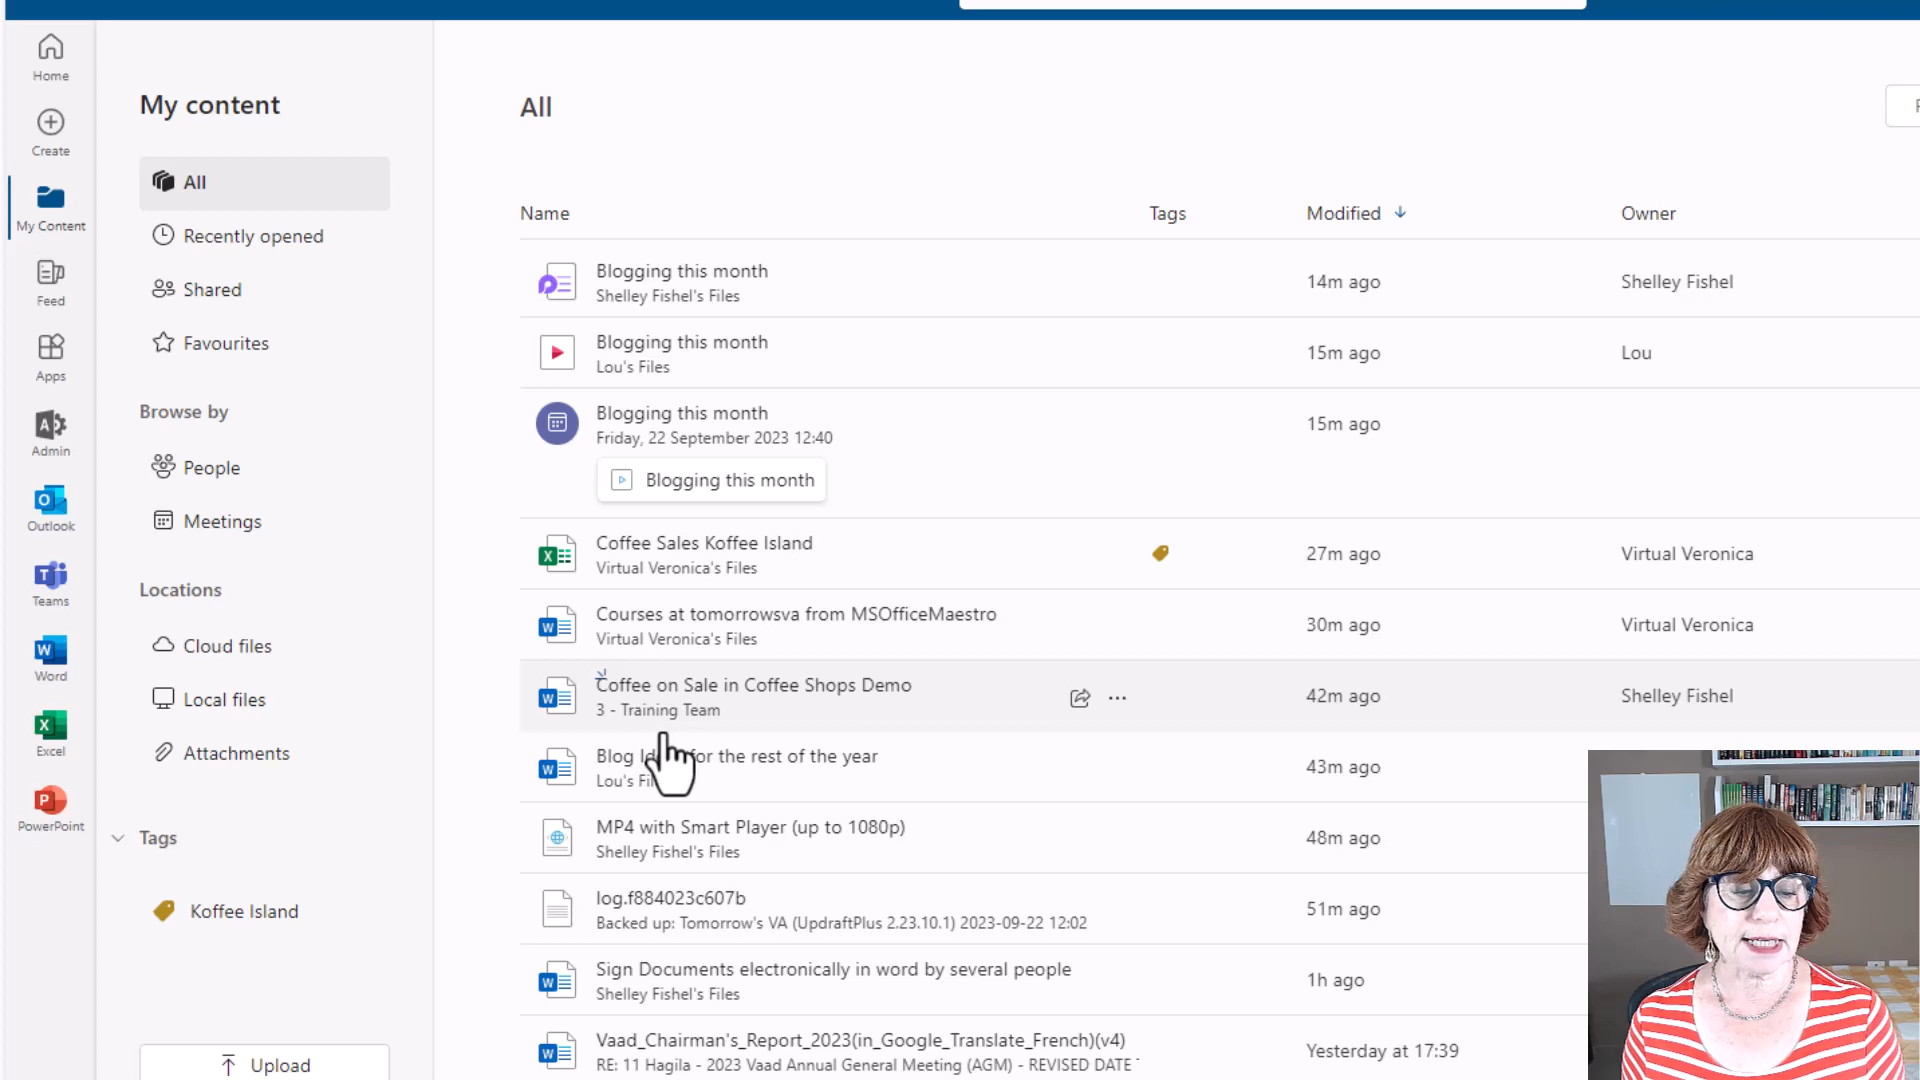 Home
Create
My Content
Feed
Apps
Admin
Outlook
Teams
Word
Excel
PowerPoint
My content
All
Recently opened
Shared
Favourites
Browse by
People
Meetings
Locations
Cloud files
Local files
Attachments
Tags
Koffee Island
Upload
All
Name Tags Modified Owner
Blogging this month
Shelley Fishel's Files
14m ago
Shelley Fishel
Blogging this month
Lou's Files
15m ago
Lou
Blogging this month
Friday, 22 September 2023 12:40
Blogging this month
15m ago
Coffee Sales Koffee Island
Virtual Veronica's Files
27m ago
Virtual Veronica
Courses at tomorrowsva from MSOfficeMaestro
Virtual Veronica's Files
30m ago
Virtual Veronica
Coffee on Sale in Coffee Shops Demo
3 - Training Team
42m ago
Shelley Fishel
Blog for the rest of the year
Lou's
43m ago
MP4 with Smart Player (up to 1080p)
Shelley Fishel's Files
48m ago
log.f884023c607b
Backed up: Tomorrow's VA (UpdraftPlus 2.23.10.1) 2023-09-22 12:02
51m ago
Sign Documents electronically in word by several people
Shelley Fishel's Files
1h ago
Vaad_Chairman's_Report_2023(in_Google_Translate_French)(v4)
RE: 11 Hagila - 2023 Vaad Annual General Meeting (AGM) - REVISED DATE
Yesterday at 17:39